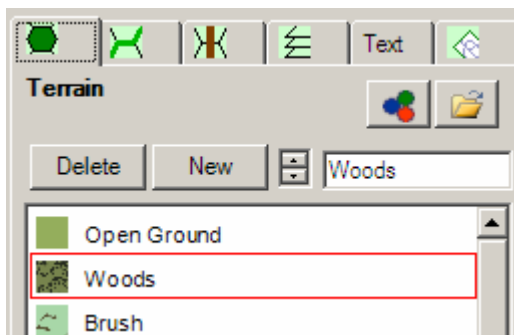 Text
Terrain
Delete New Woods
Open Ground
Woods
Brush